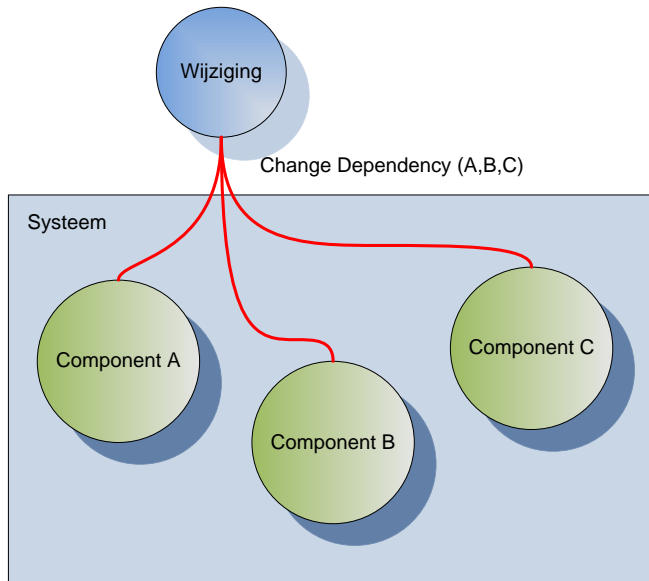 Wijziging
Change Dependency (A,B,C)
Systeem
Component A
Component B
Component C